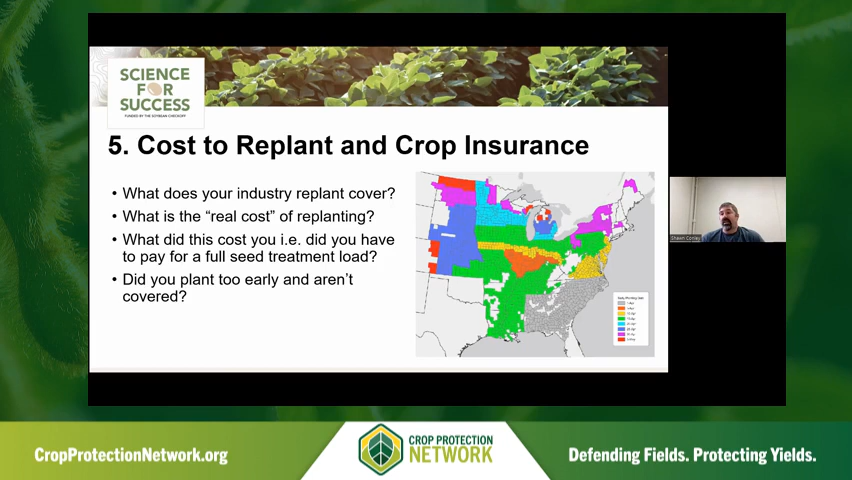 SCIENCE
FOR
SUCCESS
FUNDED BY THE SOYBEAN CHECKOFF
5. Cost to Replant and Crop Insurance
• What does your industry replant cover?
• What is the “real cost” of replanting?
• What did this cost you i.e. did you have
to pay for a full seed treatment load?
• Did you plant too early and aren’t
covered?
CropProtectionNetwork.org
CROP PROTECTION
NETWORK
Defending Fields. Protecting Yields.